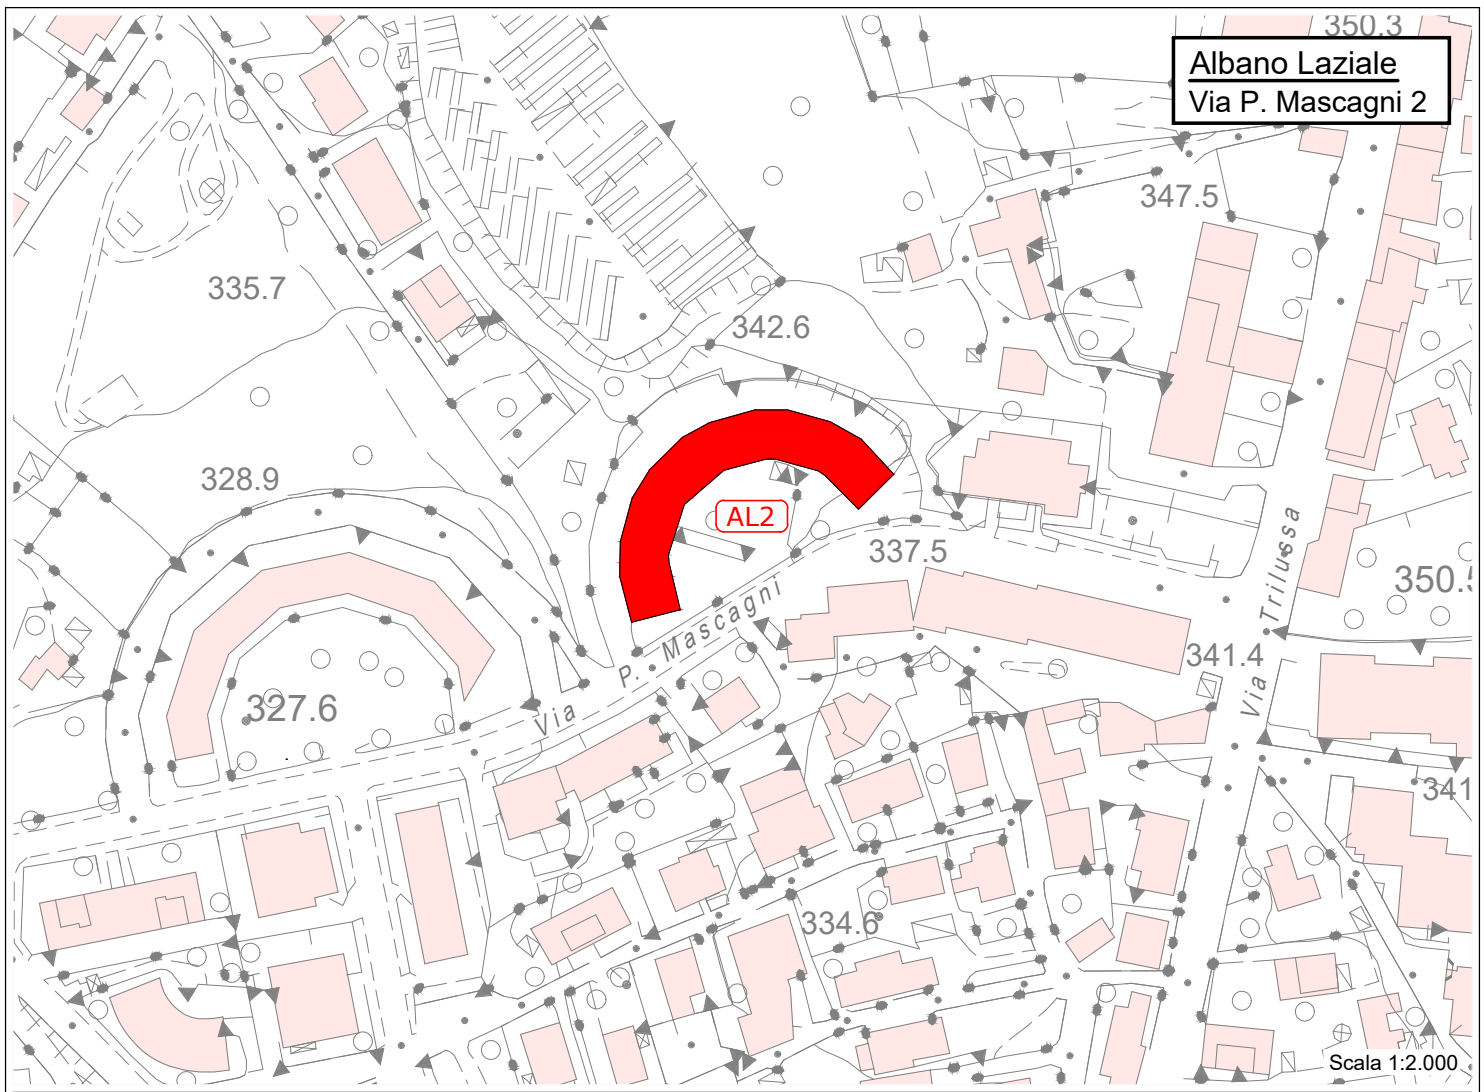 350.3
Albano Laziale
Via P. Mascagni 2
347.5
335.7
342.6
328.9
AL2
337.5
Via Trilussa
350.5
Via P. Mascagni
341.4
327.6
341
334.6
Scala 1:2.000